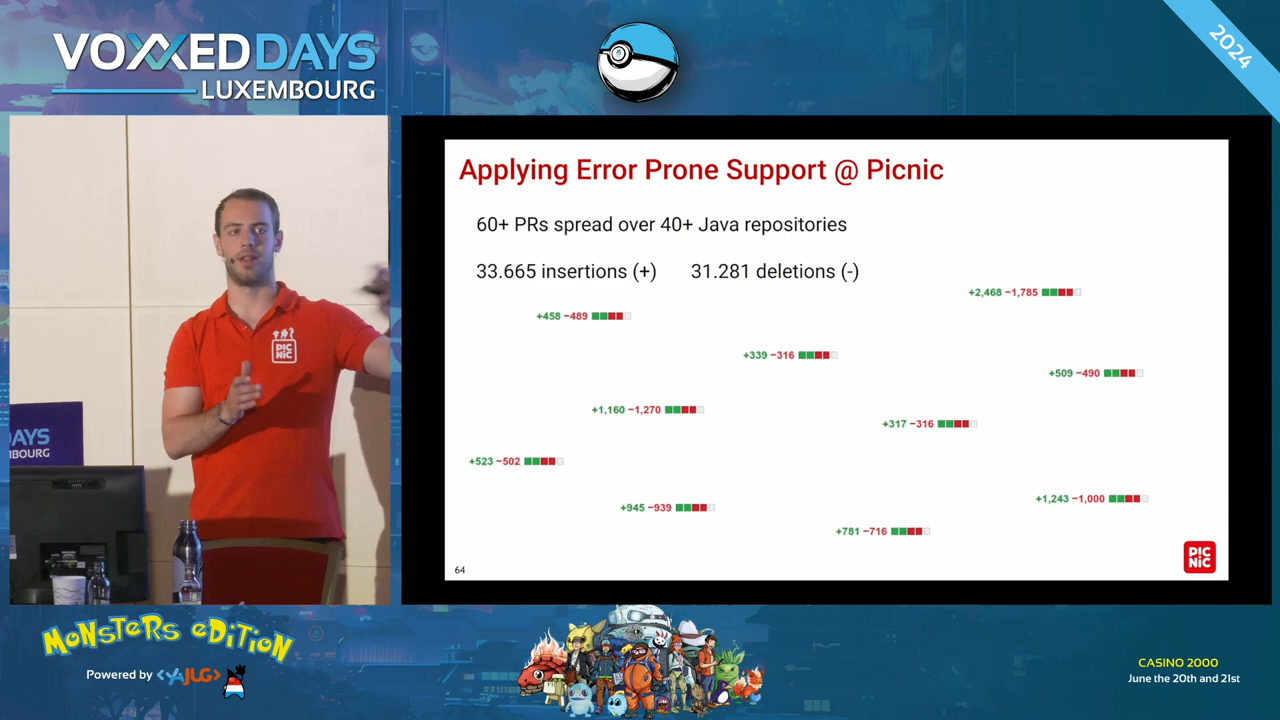 VOXXED DAYS
LUXEMBOURG
2024
Applying Error Prone Support @ Picnic
60+ PRs spread over 40+ Java repositories
33.665 insertions (+) 31.281 deletions (-)
+2,468 −1,785
+458 −489
+339 −316
+509 −490
+1,160 −1,270
+317 −316
+523 −502
+1,243 −1,000
+945 −939
+781 −716
64
PIC
NiC
PIC
NiC
AYS
MBOURG
MONSTERS eDiTiON
Powered by <YAJUG>
CASINO 2000
June the 20th and 21st